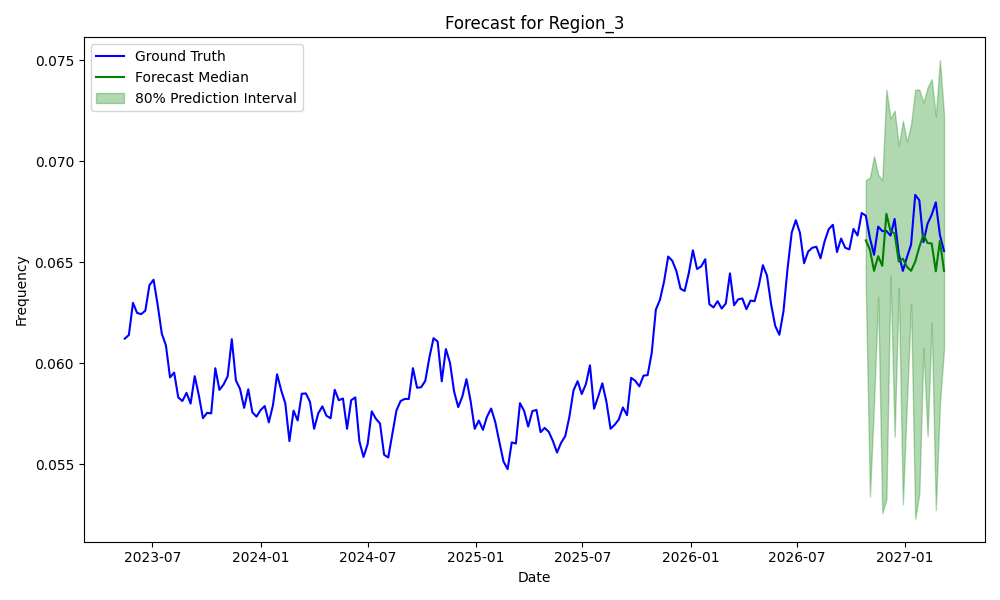 Forecast for Region_3
Ground Truth
Forecast Median
80% Prediction Interval
0.075
0.070
0.065
0.060
0.055
Frequency
2023-07
2024-01
2024-07
2025-01
2025-07
2026-01
2026-07
2027-01
Date